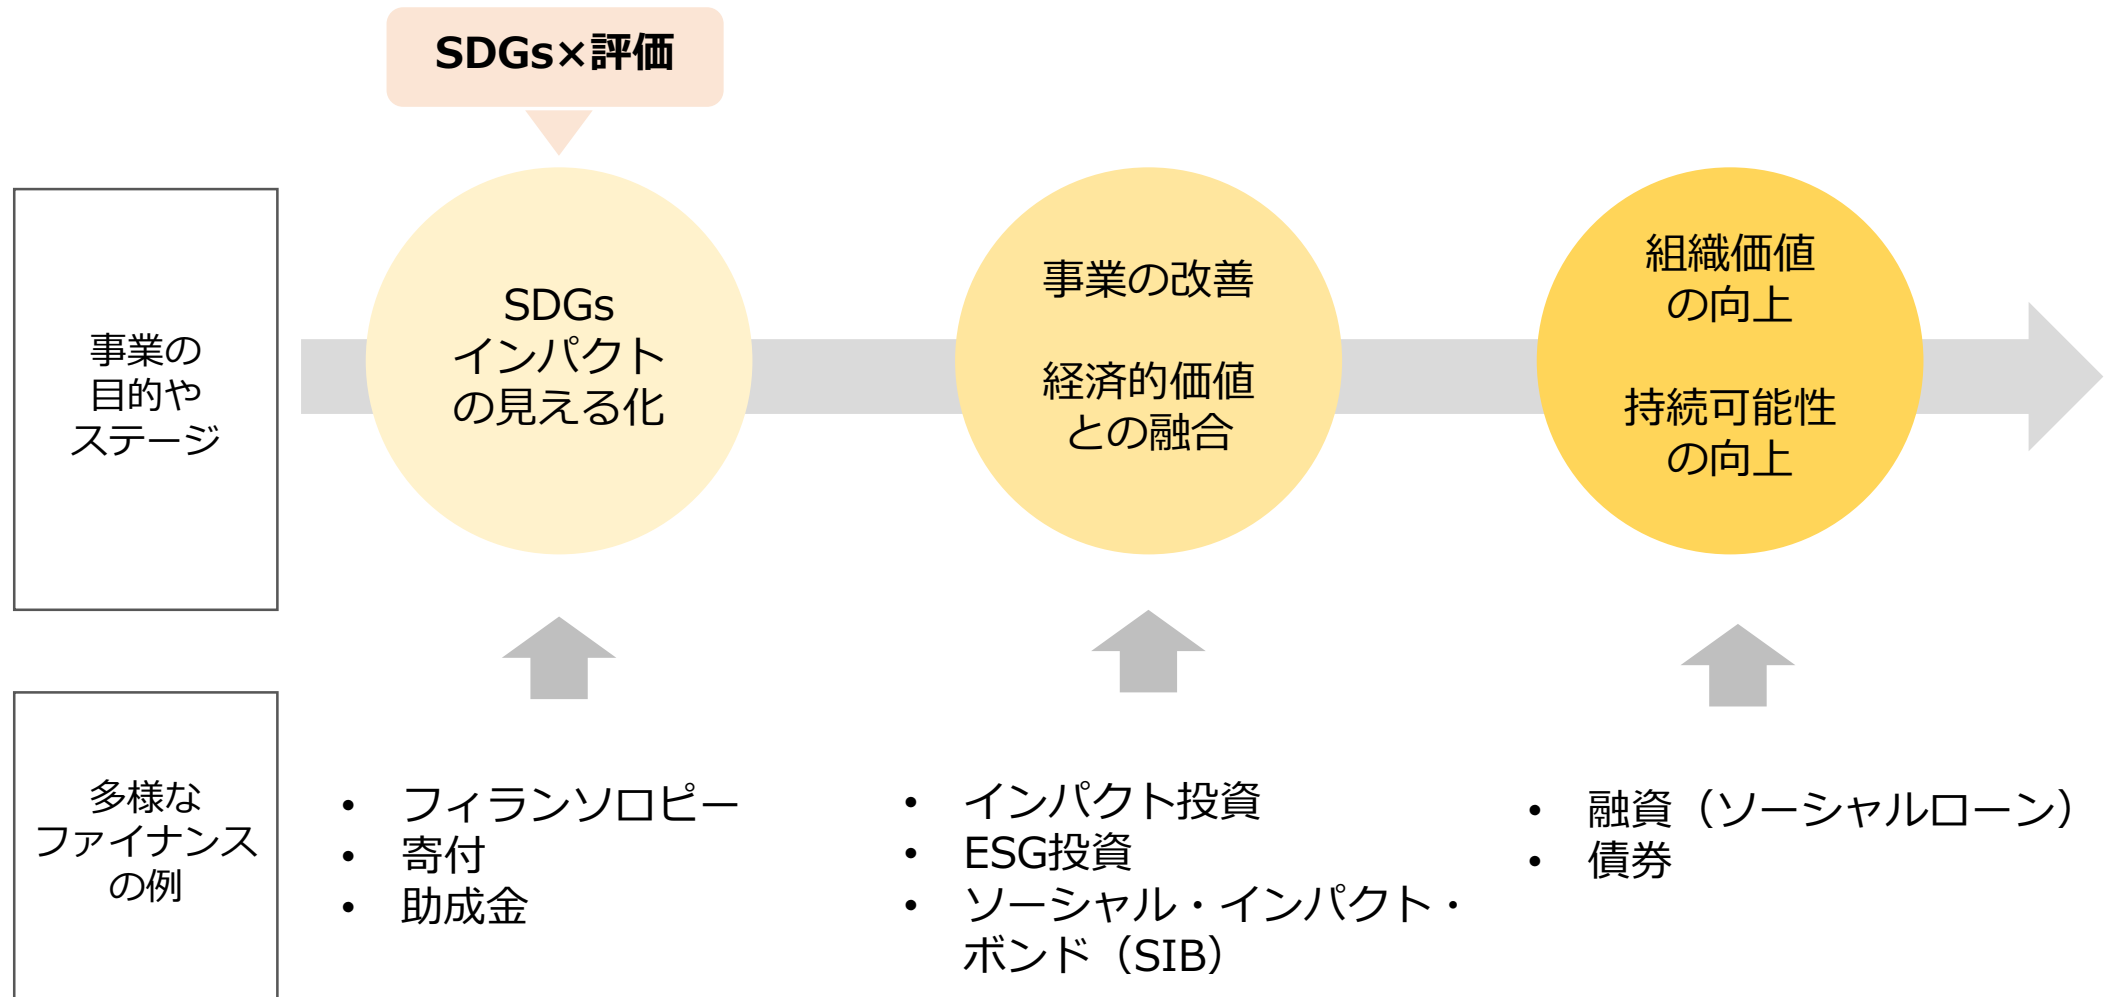 SDGs×評価
事業の
目的や
ステージ
SDGs
インパクト
の見える化
事業の改善
経済的価値
との融合
組織価値
の向上
持続可能性
の向上
多様な
ファイナンス
の例
• フィランソロピー
• 寄付
• 助成金
• インパクト投資
• ESG投資
• ソーシャル・インパクト・
ボンド（SIB）
• 融資（ソーシャルローン）
• 債券